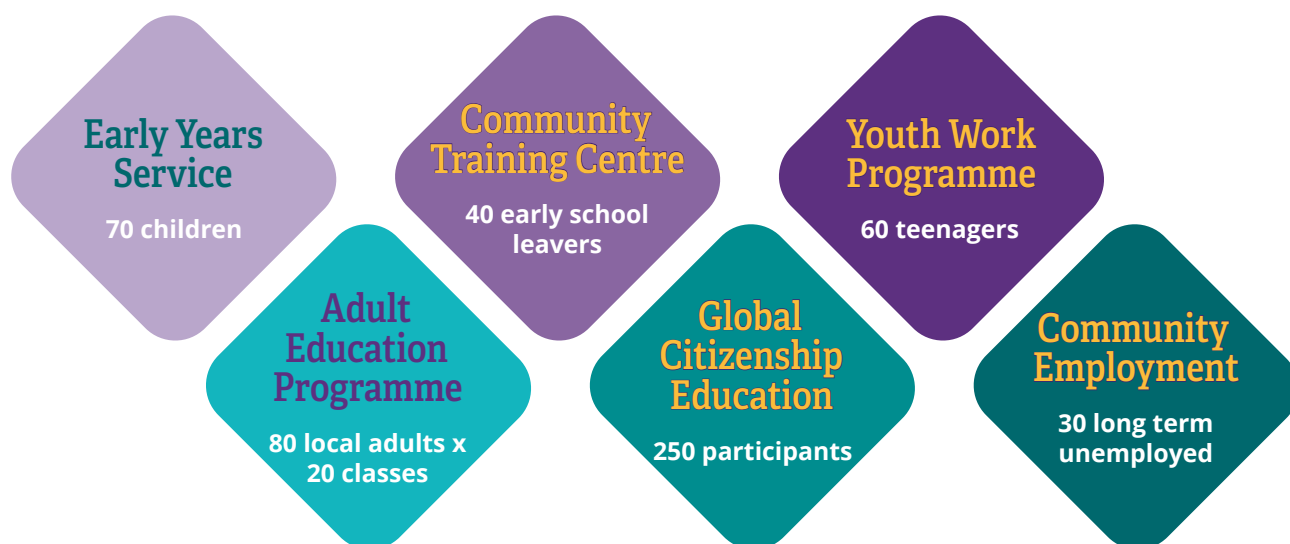 Early Years
Service
70 children
Community
Training Centre
40 early school
leavers
Youth Work
Programme
60 teenagers
Adult
Education
Programme
80 local adults x
20 classes
Global
Citizenship
Education
250 participants
Community
Employment
30 long term
unemployed